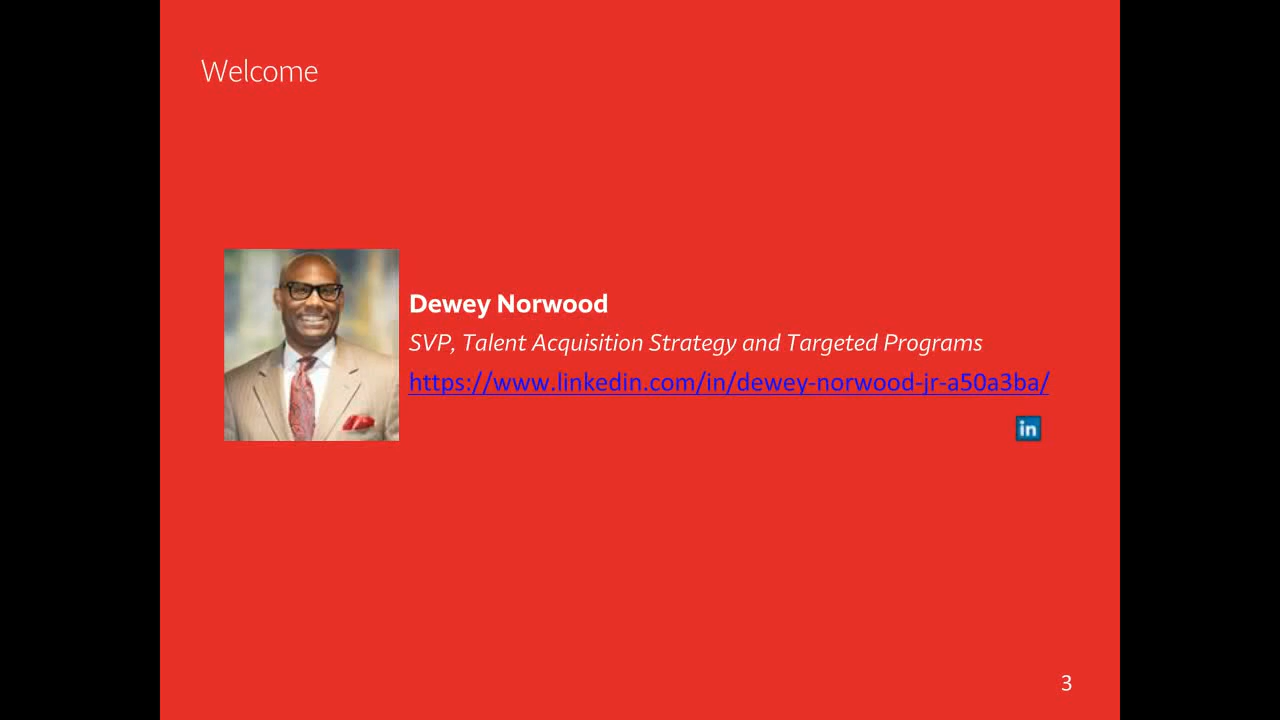 Welcome
Dewey Norwood
SVP, Talent Acquisition Strategy and Targeted Programs
https://www.linkedin.com/in/dewey-norwood-jr-a50a3ba/
in
3